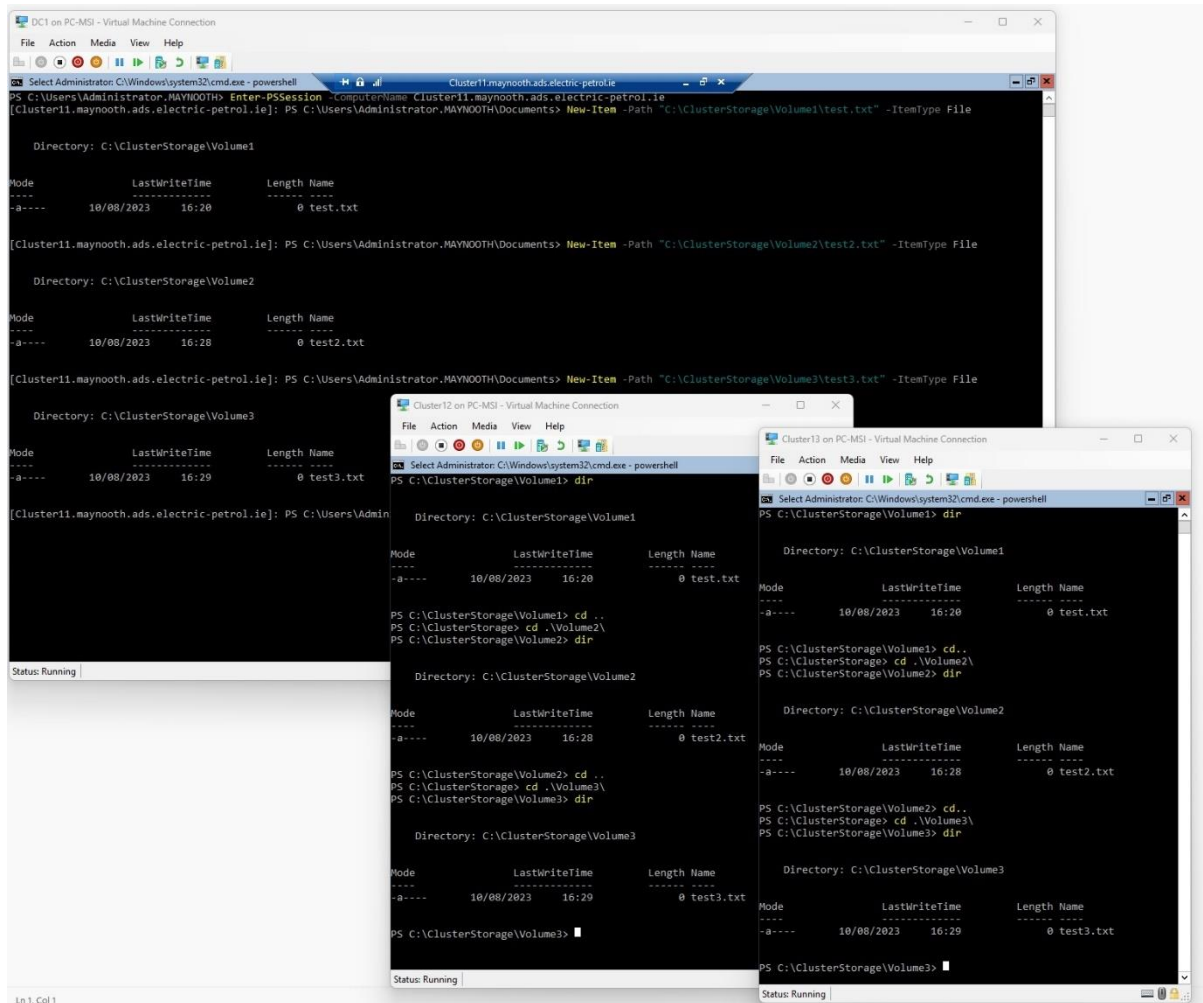 DC1 on PC-MSI - Virtual Machine Connection
File Action Media View Help
Select Administrator: C:\Windows\system32\cmd.exe - powershell
Cluster11.maynooth.ads.electric-petrol.ie
PS C:\Users\Administrator.MAYNOOTH> Enter-PSSession -ComputerName Cluster11.maynooth.ads.electric-petrol.ie
[Cluster11.maynooth.ads.electric-petrol.ie]: PS C:\Users\Administrator.MAYNOOTH\Documents> New-Item -Path "C:\ClusterStorage\Volume1\test.txt" -ItemType File
Directory: C:\ClusterStorage\Volume1
Mode LastWriteTime Length Name
---- ------------- ------ ----
-a---- 10/08/2023 16:20 0 test.txt
[Cluster11.maynooth.ads.electric-petrol.ie]: PS C:\Users\Administrator.MAYNOOTH\Documents> New-Item -Path "C:\ClusterStorage\Volume2\test2.txt" -ItemType File
Directory: C:\ClusterStorage\Volume2
Mode LastWriteTime Length Name
---- ------------- ------ ----
-a---- 10/08/2023 16:28 0 test2.txt
[Cluster11.maynooth.ads.electric-petrol.ie]: PS C:\Users\Administrator.MAYNOOTH\Documents> New-Item -Path "C:\ClusterStorage\Volume3\test3.txt" -ItemType File
Directory: C:\ClusterStorage\Volume3
Mode LastWriteTime Length Name
---- ------------- ------ ----
-a---- 10/08/2023 16:29 0 test3.txt
[Cluster11.maynooth.ads.electric-petrol.ie]: PS C:\Users\Admin
Status: Running
Cluster12 on PC-MSI - Virtual Machine Connection
File Action Media View Help
Select Administrator: C:\Windows\system32\cmd.exe - powershell
PS C:\ClusterStorage\Volume1> dir
Directory: C:\ClusterStorage\Volume1
Mode LastWriteTime Length Name
---- ------------- ------ ----
-a---- 10/08/2023 16:20 0 test.txt
PS C:\ClusterStorage\Volume1> cd ..
PS C:\ClusterStorage> cd .\Volume2\
PS C:\ClusterStorage\Volume2> dir
Directory: C:\ClusterStorage\Volume2
Mode LastWriteTime Length Name
---- ------------- ------ ----
-a---- 10/08/2023 16:28 0 test2.txt
PS C:\ClusterStorage\Volume2> cd ..
PS C:\ClusterStorage> cd .\Volume3\
PS C:\ClusterStorage\Volume3> dir
Directory: C:\ClusterStorage\Volume3
Mode LastWriteTime Length Name
---- ------------- ------ ----
-a---- 10/08/2023 16:29 0 test3.txt
PS C:\ClusterStorage\Volume3>
Status: Running
Cluster13 on PC-MSI - Virtual Machine Connection
File Action Media View Help
Select Administrator: C:\Windows\system32\cmd.exe - powershell
PS C:\ClusterStorage\Volume1> dir
Directory: C:\ClusterStorage\Volume1
Mode LastWriteTime Length Name
---- ------------- ------ ----
-a---- 10/08/2023 16:20 0 test.txt
PS C:\ClusterStorage\Volume1> cd..
PS C:\ClusterStorage> cd .\Volume2\
PS C:\ClusterStorage\Volume2> dir
Directory: C:\ClusterStorage\Volume2
Mode LastWriteTime Length Name
---- ------------- ------ ----
-a---- 10/08/2023 16:28 0 test2.txt
PS C:\ClusterStorage\Volume2> cd..
PS C:\ClusterStorage> cd .\Volume3\
PS C:\ClusterStorage\Volume3> dir
Directory: C:\ClusterStorage\Volume3
Mode LastWriteTime Length Name
---- ------------- ------ ----
-a---- 10/08/2023 16:29 0 test3.txt
PS C:\ClusterStorage\Volume3>
Status: Running
Ln 1, Col 1